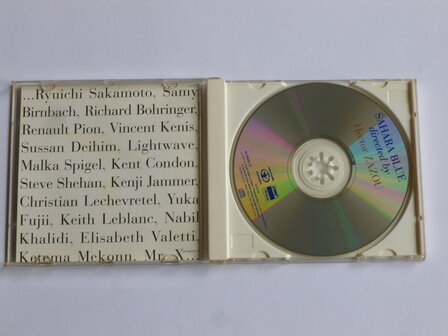 ...Ryuichi Sakamoto, Samy
Birnbach, Richard Bohringer,
Renault Pion, Vincent Kenis,
Sussan Deihim, Lightwave,
Malka Spigel, Kent Condon,
Steve Shehan, Kenji Jammer,
Christian Lechevretel, Yuka
Fujii, Keith Leblanc, Nabil
Khalidi, Elisabeth Valetti,
Ketema Mekonn, Mr. X...
SAHARA BLUE
directed by
Hector ZAZOU